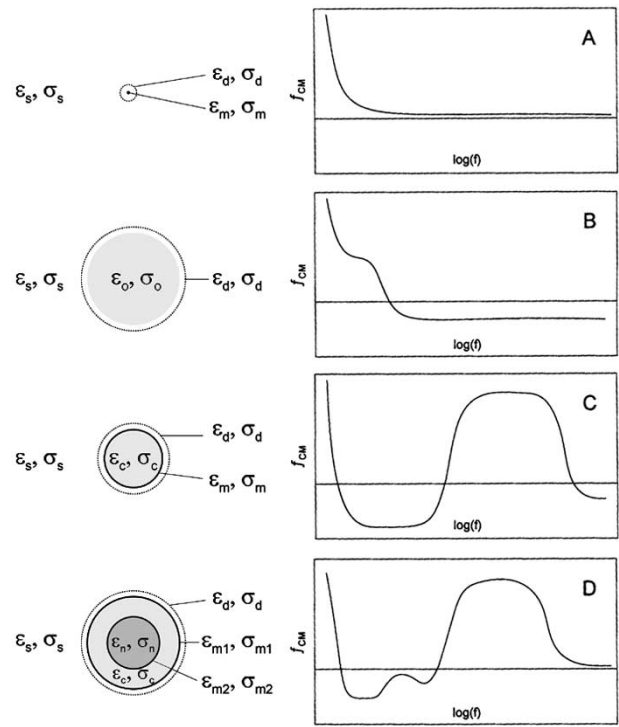 εs, σs
εd, σd
εm, σm
A
fCM
log(f)
εs, σs
εo, σo
εd, σd
B
fCM
log(f)
εs, σs
εc, σc
εd, σd
εm, σm
C
fCM
log(f)
εs, σs
εn, σn
εc, σc
εd, σd
εm1, σm1
εm2, σm2
D
fCM
log(f)